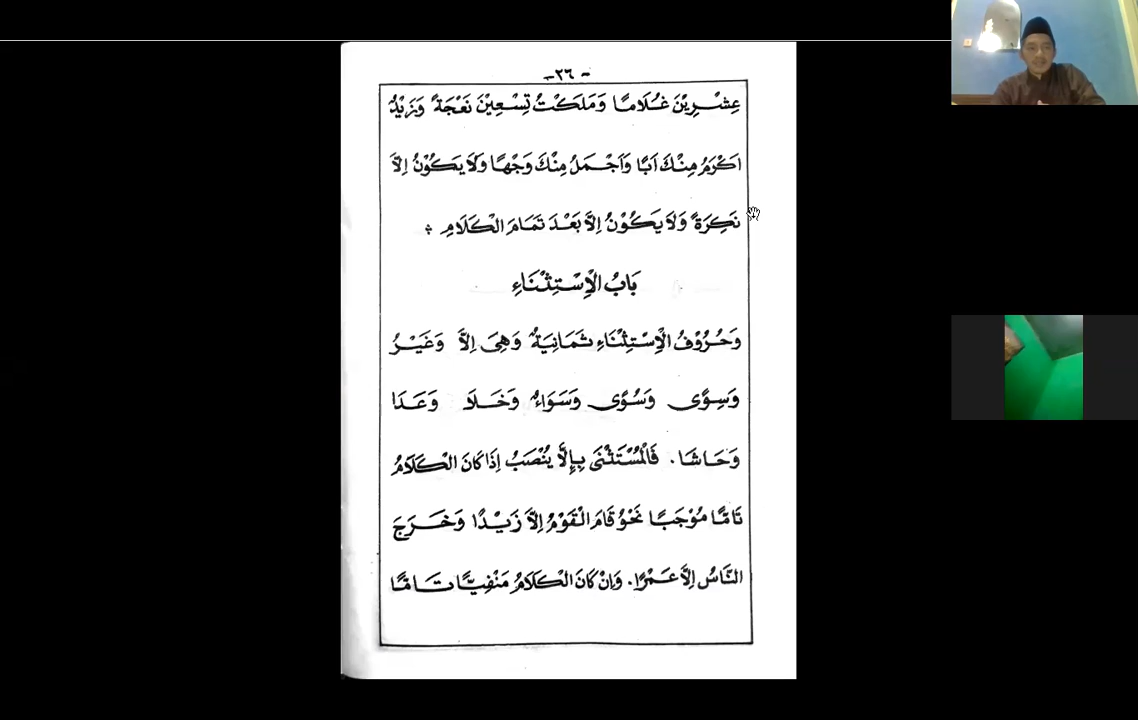 -٢٦-
عِشْرِيْنَ غُلَامًا وَمَلَكْتُ تِسْعِيْنَ نَعْجَةً وَزَيْدٌ
اَكْرَمُ مِنْكَ اَبًا وَاَجْمَلُ مِنْكَ وَجْهًا وَلَا يَكُوْنُ اِلَّا
نَكِرَةً وَلَا يَكُوْنُ اِلَّا بَعْدَ تَمَامِ الْكَلَامِ ؞
بَابُ الْاِسْتِثْنَاءِ
وَحُرُوْفُ الْاِسْتِثْنَاءِ ثَمَانِيَةٌ وَهِىَ اِلَّا وَغَيْرُ
وَسِوًى وَسُوًى وَسَوَاءٌ وَخَلَا وَعَدَا
وَحَاشَا. فَالْمُسْتَثْنَى بِاِلَّا يُنْصَبُ اِذَا كَانَ الْكَلَامُ
تَامًّا مُوْجَبًا نَحْوُ قَامَ الْقَوْمُ اِلَّا زَيْدًا وَخَرَجَ
النَّاسُ اِلَّا عَمْرًا. وَاِنْ كَانَ الْكَلَامُ مَنْفِيًّا تَامًّا